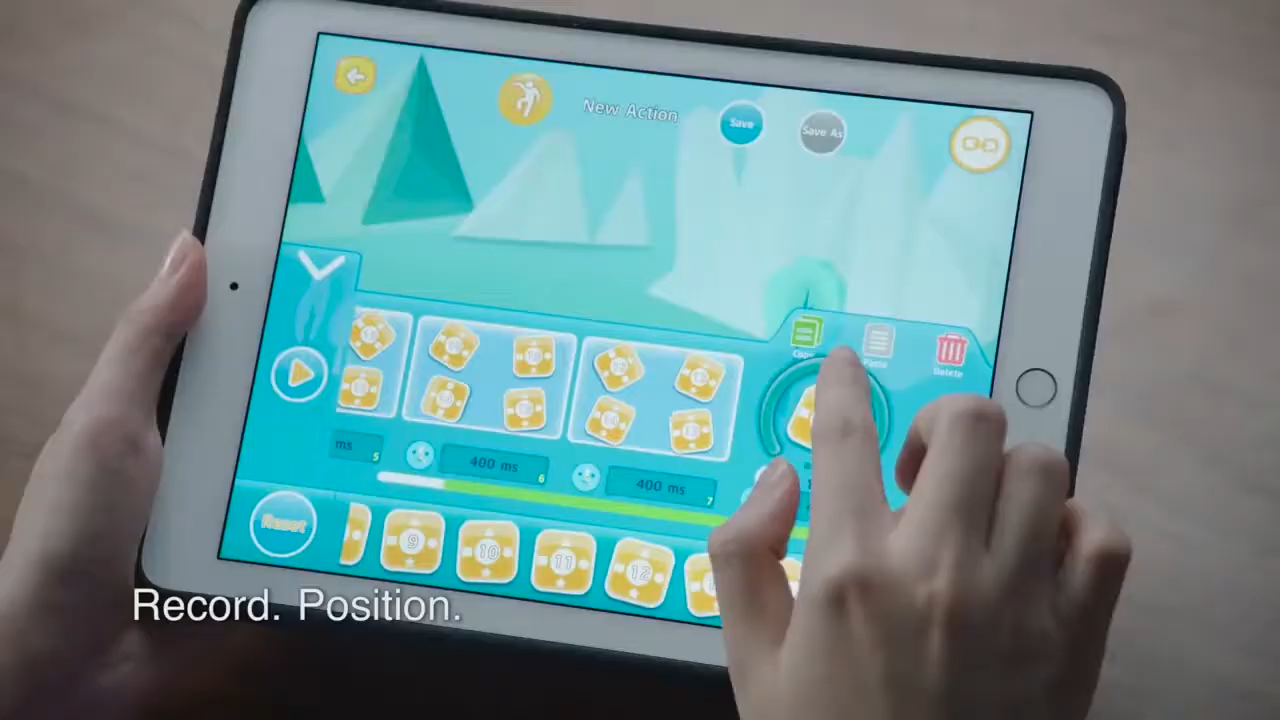 New Action
Save
Save As
Paste
Delete
ms
5
400 ms
6
400 ms
7
Reset
9
10
11
12
Record. Position.